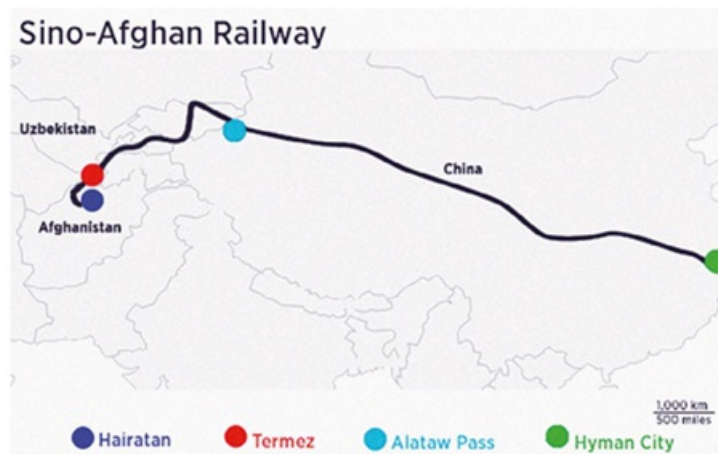 Sino-Afghan Railway
Uzbekistan
China
Afghanistan
1,000 km
500 miles
Hairatan Termez Alataw Pass Hyman City